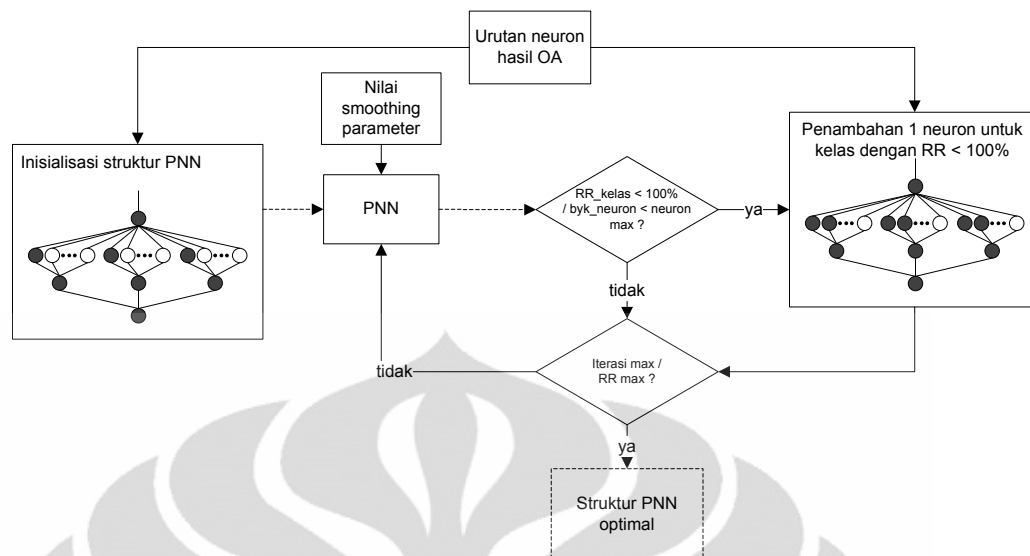 Urutan neuron
hasil OA
Nilai
smoothing
parameter
Inisialisasi struktur PNN
PNN
RR_kelas < 100%
/ byk_neuron < neuron
max ?
ya
Penambahan 1 neuron untuk
kelas dengan RR < 100%
tidak
Iterasi max /
RR max ?
tidak
ya
Struktur PNN
optimal